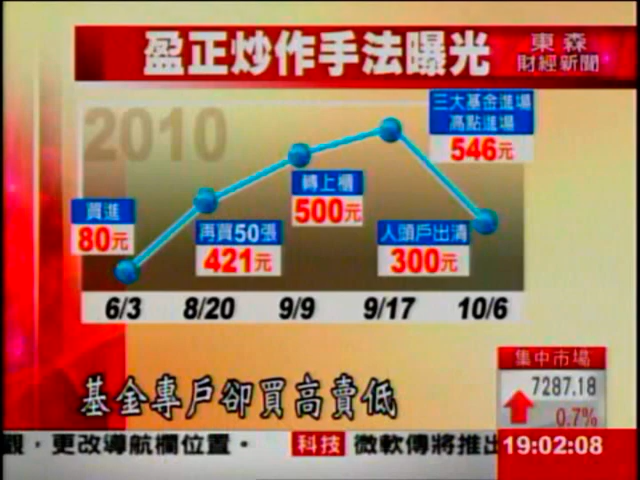 盈正炒作手法曝光
東森
財經新聞
2010
三大基金進場
高點進場
546元
買進
80元
再買50張
421元
轉上櫃
500元
人頭戶出清
300元
6/3
8/20
9/9
9/17
10/6
基金專戶卻買高賣低
集中市場
7287.18
0.7%
觀，更改導航欄位置。 科技 微軟傳將推出
19:02:08